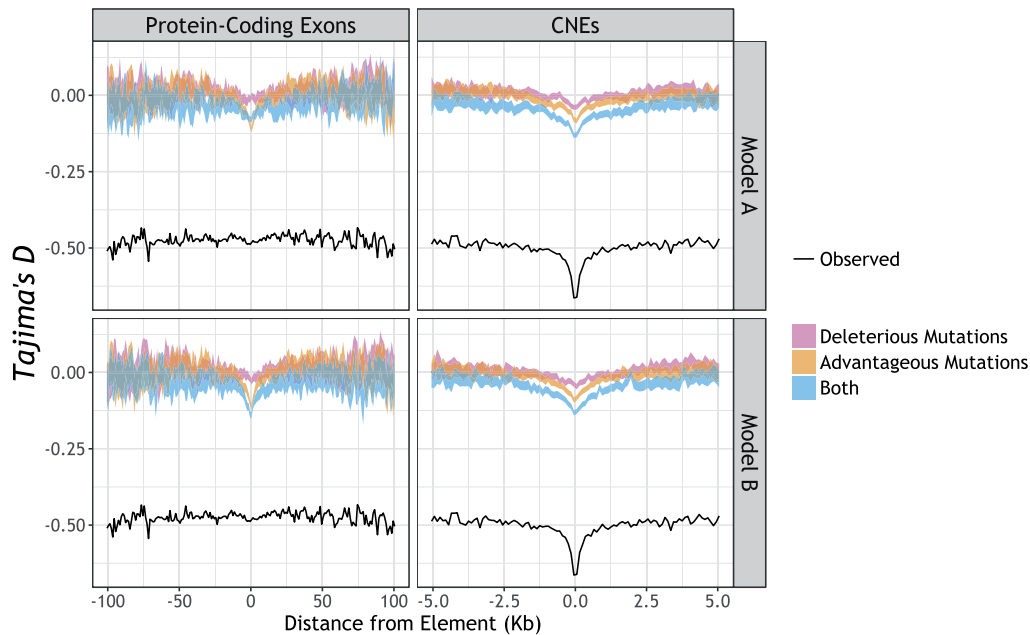 Protein-Coding Exons
CNEs
0.00
-0.25
-0.50
Model A
0.00
-0.25
-0.50
Model B
Tajima's D
-100
-50
0
50
100
-5.0
-2.5
0.0
2.5
5.0
Distance from Element (Kb)
Observed
Deleterious Mutations
Advantageous Mutations
Both